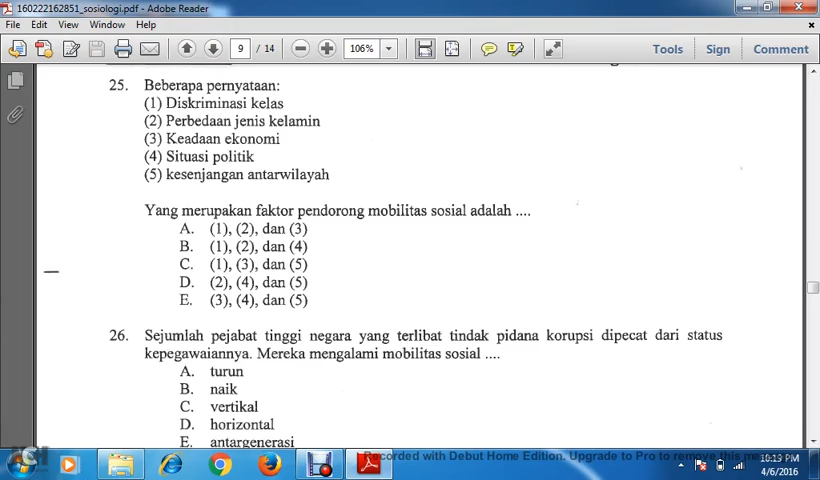 160222162851_sosiologi.pdf - Adobe Reader
File Edit View Window Help
9 / 14 106% Tools Sign Comment
25. Beberapa pernyataan:
(1) Diskriminasi kelas
(2) Perbedaan jenis kelamin
(3) Keadaan ekonomi
(4) Situasi politik
(5) kesenjangan antarwilayah
Yang merupakan faktor pendorong mobilitas sosial adalah ....
A. (1), (2), dan (3)
B. (1), (2), dan (4)
C. (1), (3), dan (5)
D. (2), (4), dan (5)
E. (3), (4), dan (5)
26. Sejumlah pejabat tinggi negara yang terlibat tindak pidana korupsi dipecat dari status
kepegawaiannya. Mereka mengalami mobilitas sosial ....
A. turun
B. naik
C. vertikal
D. horizontal
E. antargenerasi
Recorded with Debut Home Edition. Upgrade to Pro to remove this
10:19 PM
4/6/2016